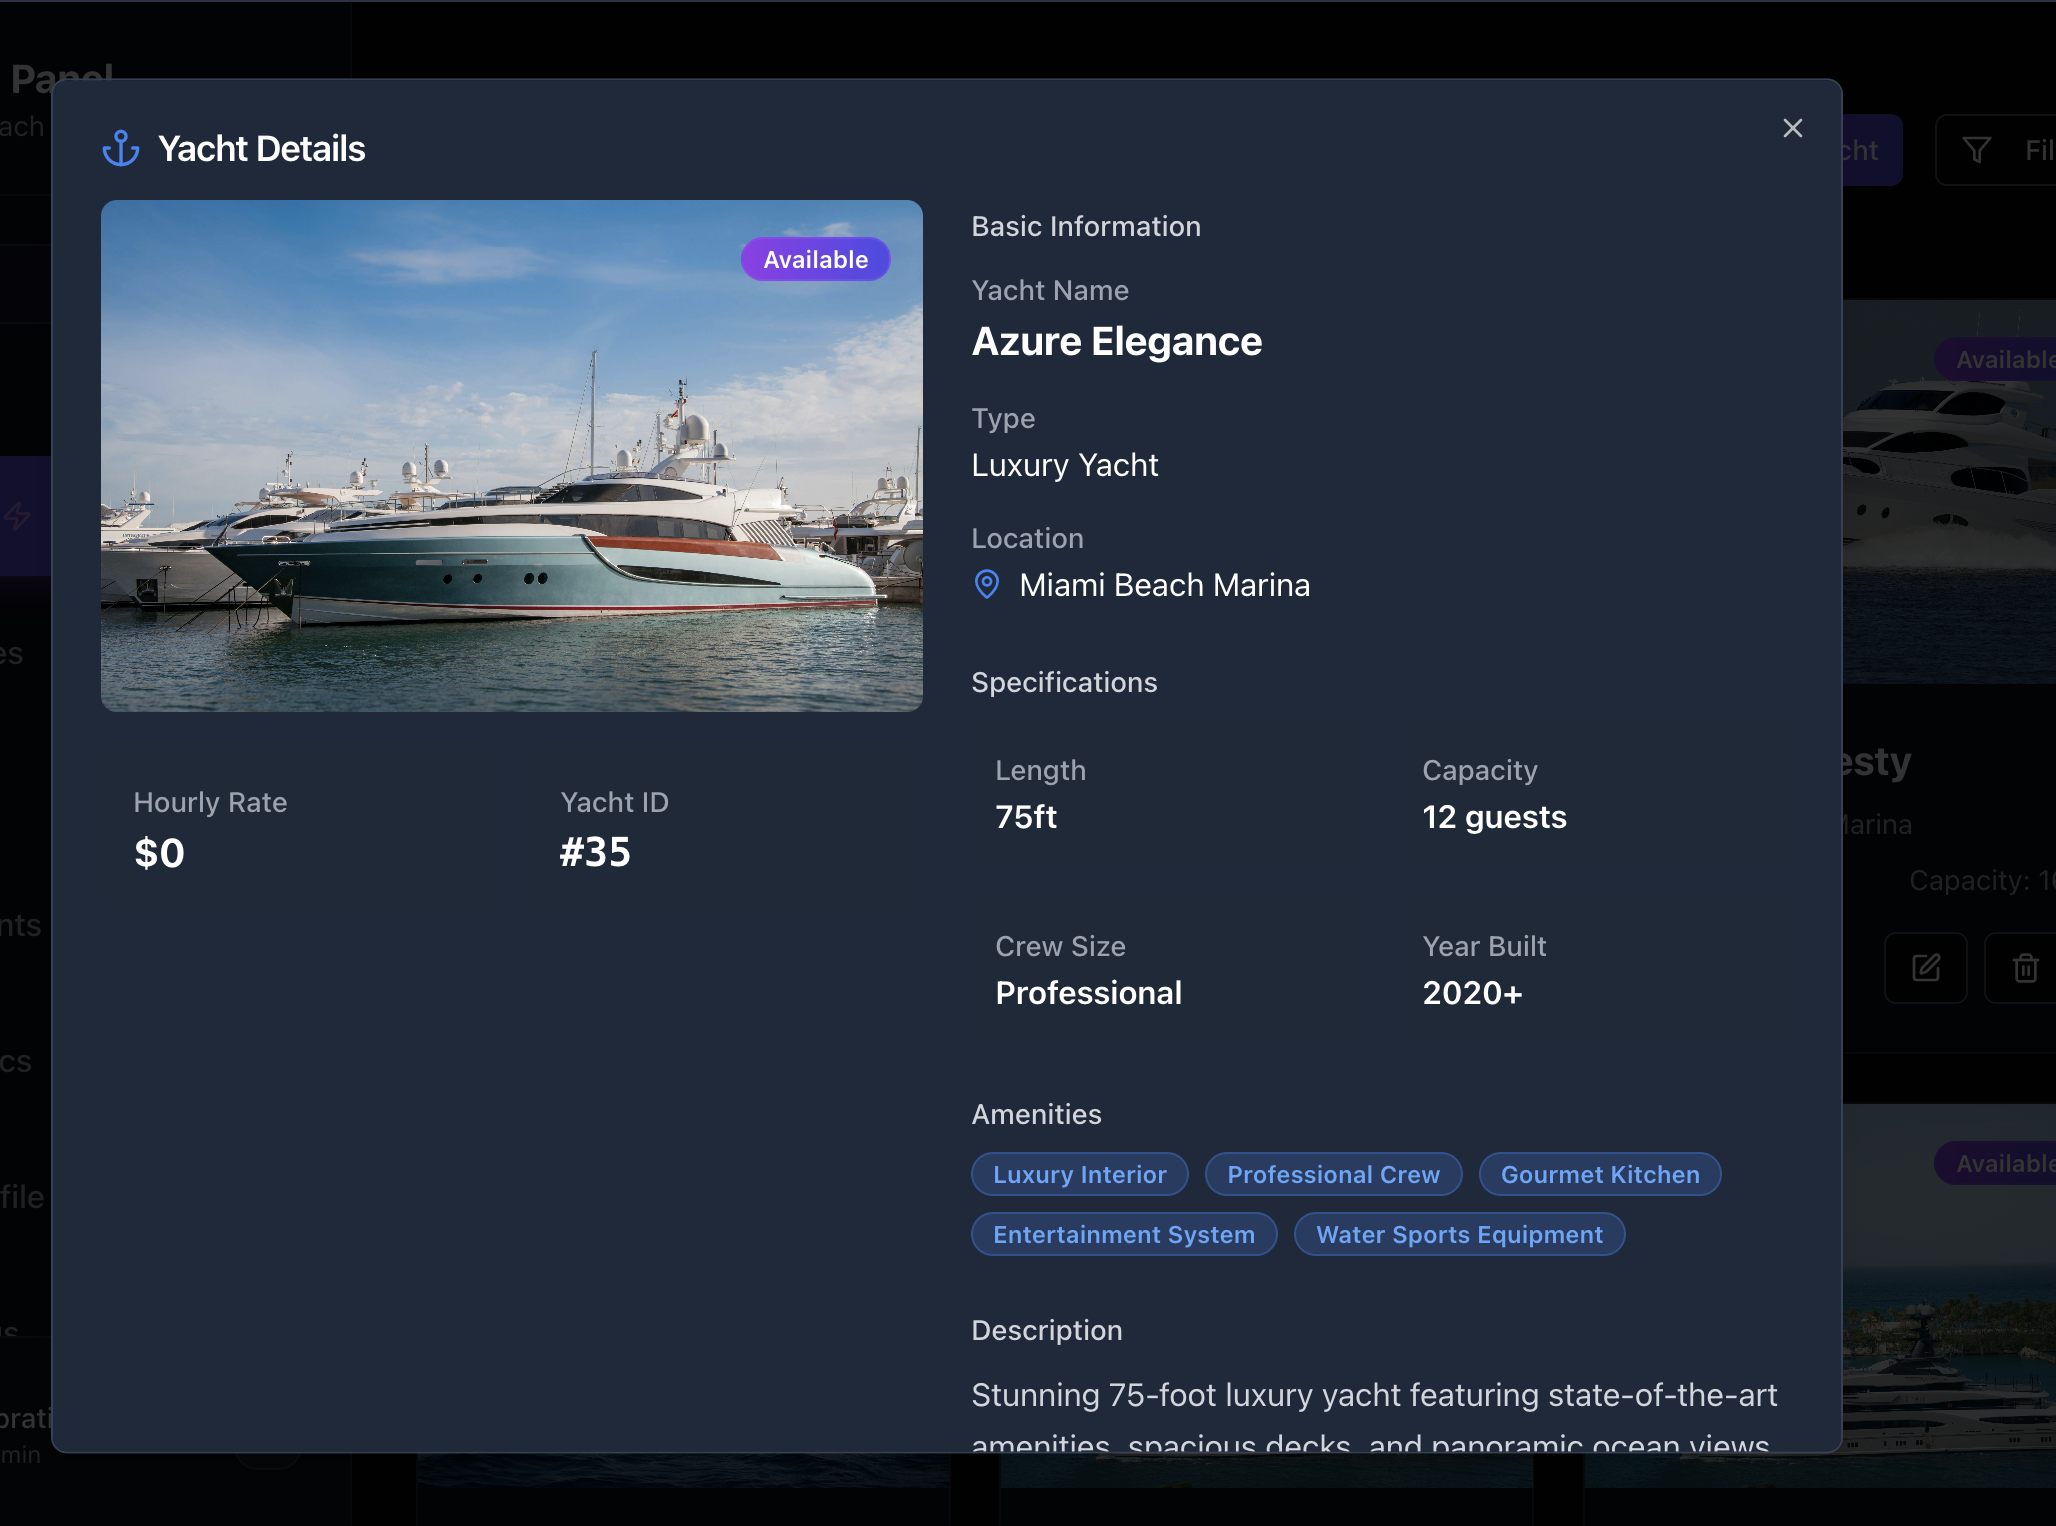 Panel
ach
Yacht Details
cht
Fil
Available
Basic Information
Yacht Name
Azure Elegance
Type
Luxury Yacht
Location
Miami Beach Marina
Specifications
Length
75ft
Capacity
12 guests
Crew Size
Professional
Year Built
2020+
Hourly Rate
$0
Yacht ID
#35
Amenities
Luxury Interior
Professional Crew
Gourmet Kitchen
Entertainment System
Water Sports Equipment
Description
Stunning 75-foot luxury yacht featuring state-of-the-art
amenities, spacious decks, and panoramic ocean views
Available
esty
Marina
Capacity: 16
Available
es
nts
cs
file
gs
brati
min